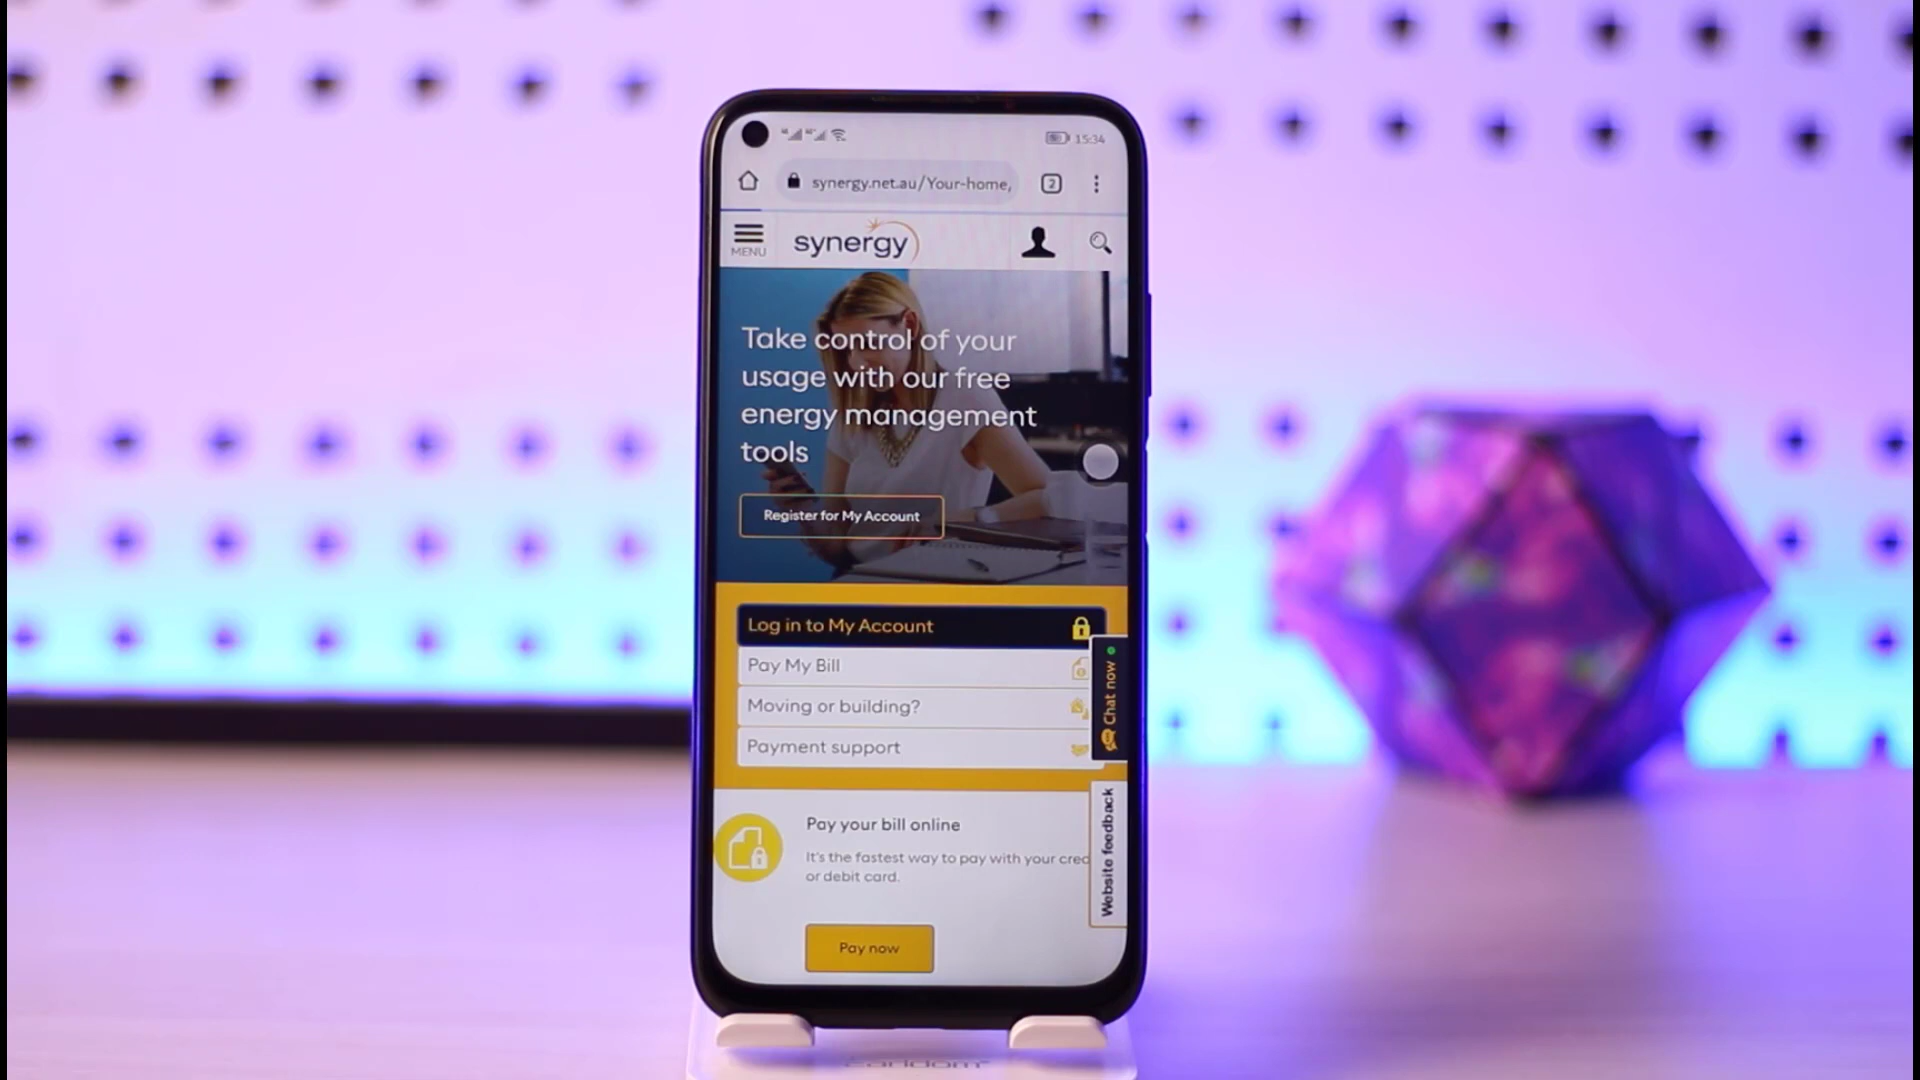 15:34
synergy.net.au/Your-home,
2
MENU
synergy
Take control of your
usage with our free
energy management
tools
Register for My Account
Log in to My Account
Pay My Bill
Moving or building?
Payment support
Chat now
Pay your bill online
It's the fastest way to pay with your cred
or debit card.
Website feedback
Pay now